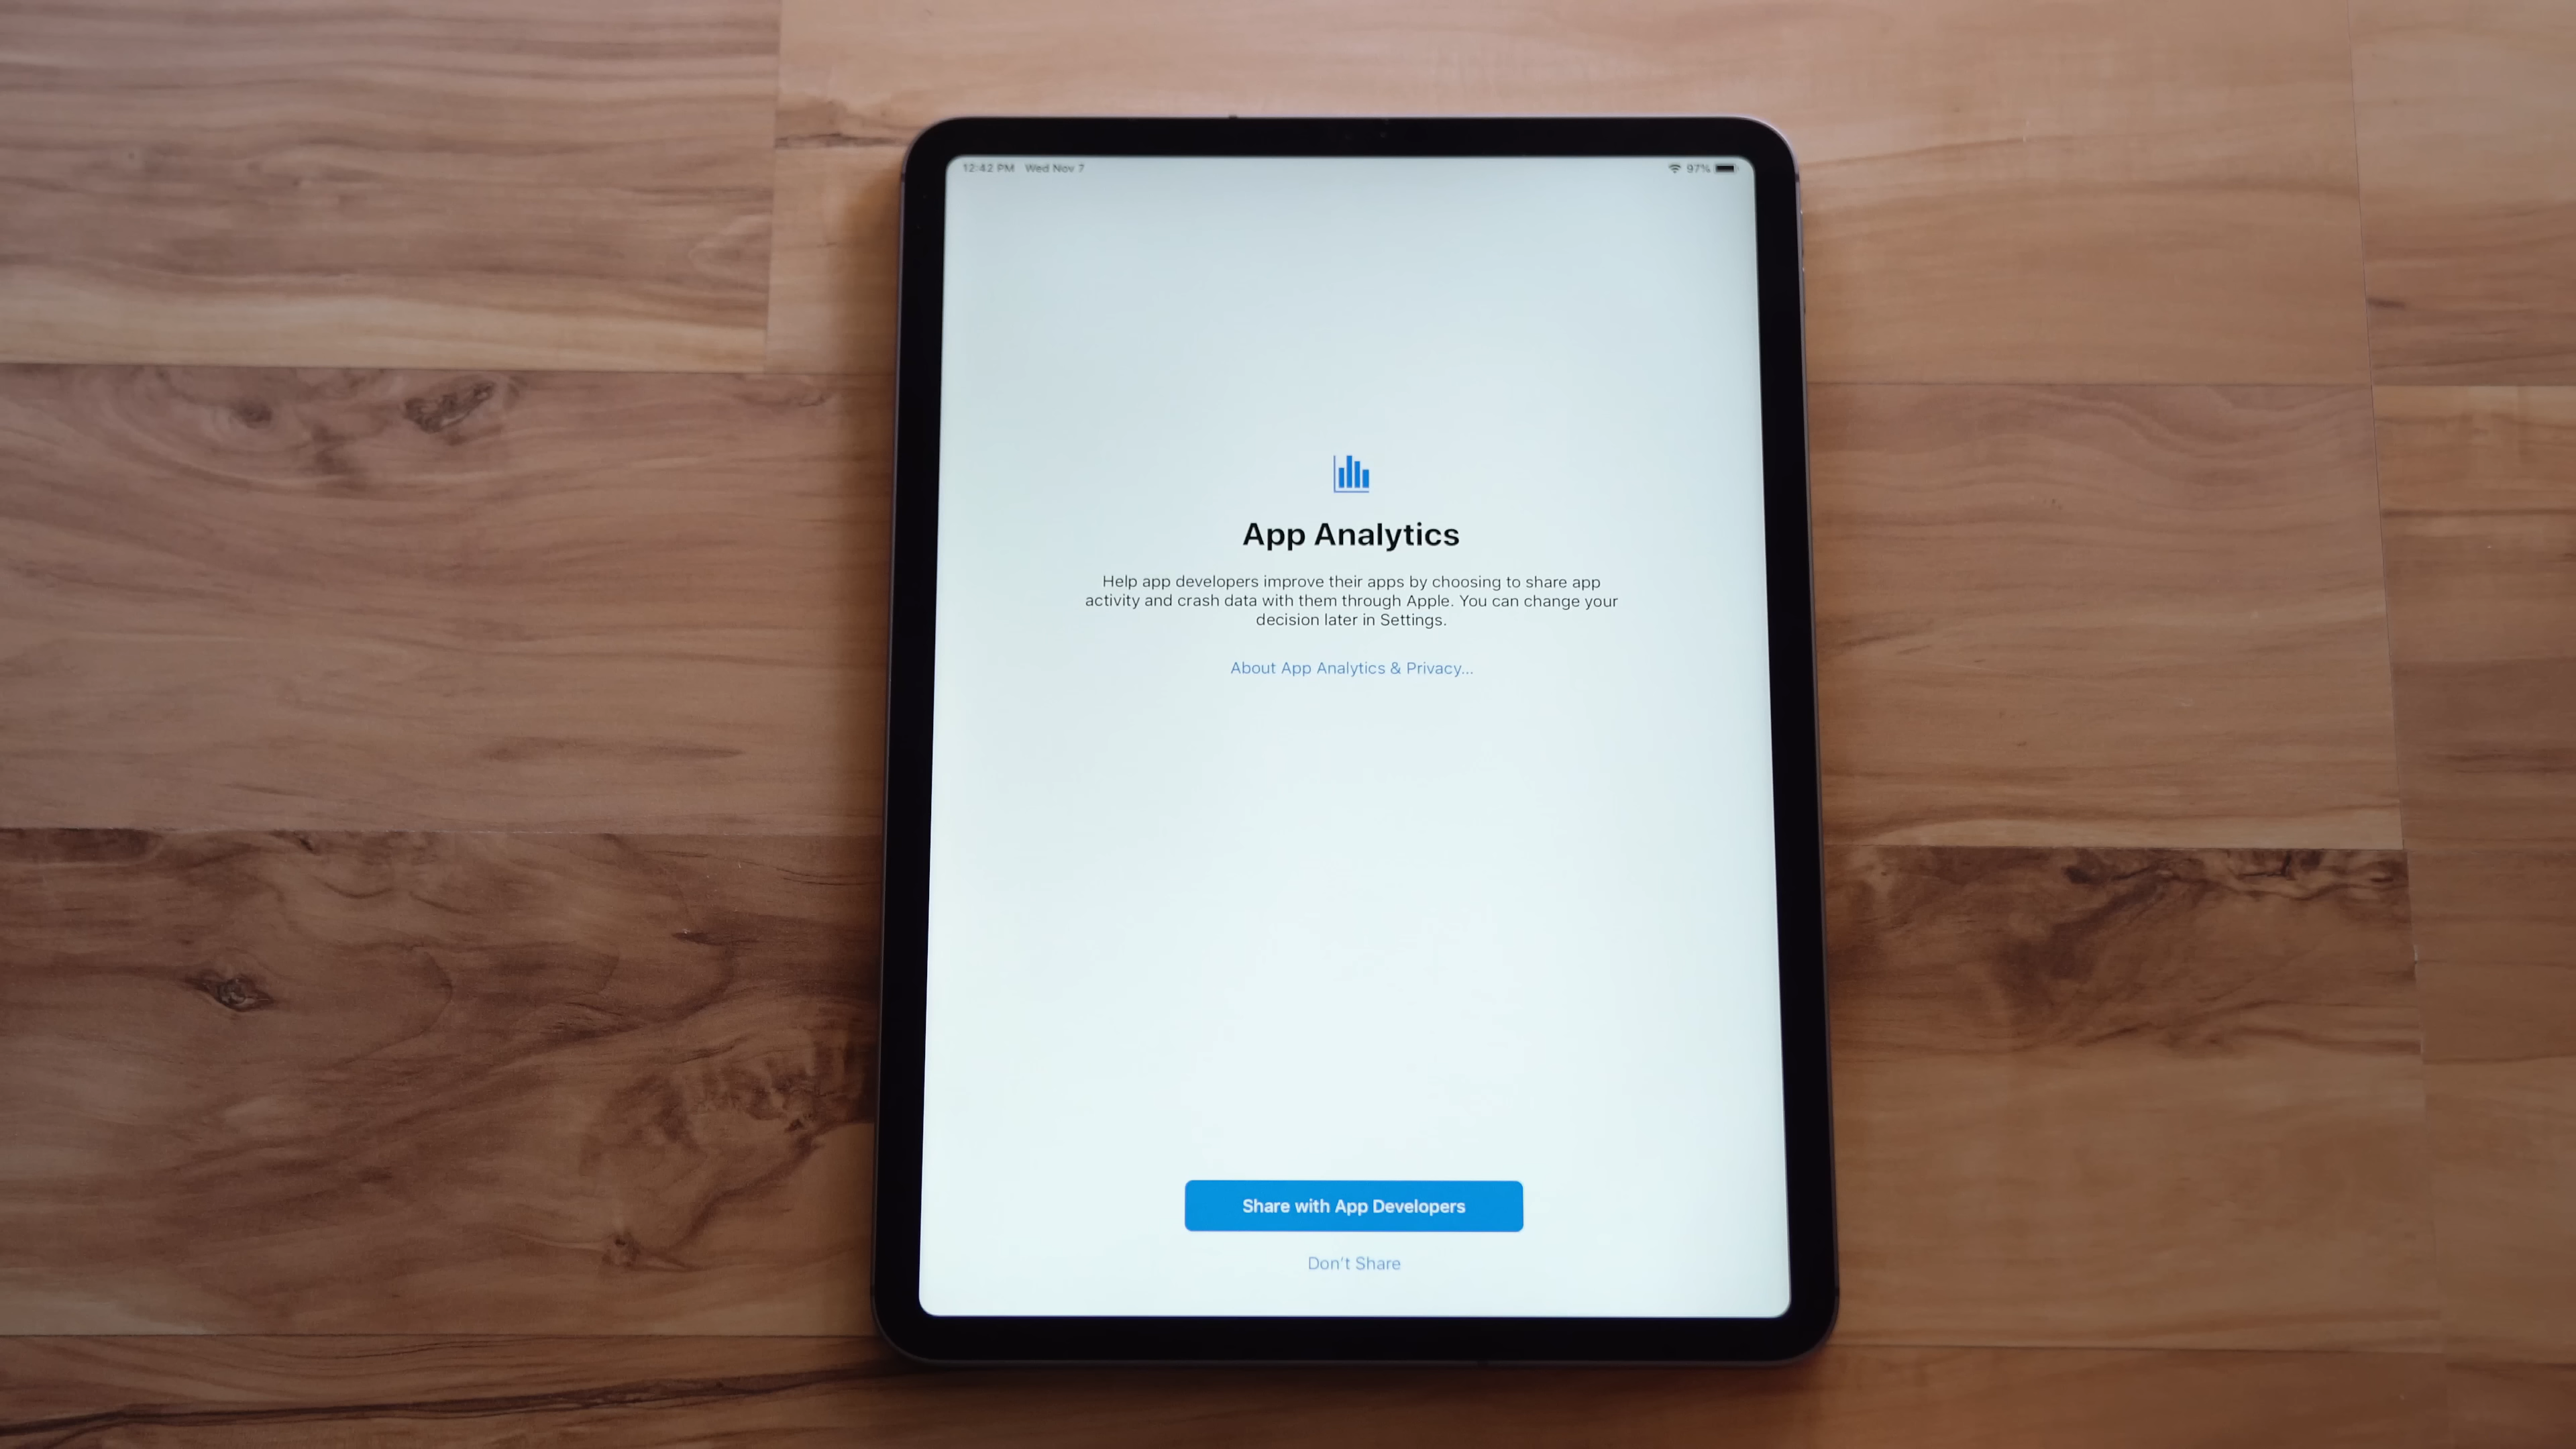 12:42 PM Wed Nov 7
97%
App Analytics
Help app developers improve their apps by choosing to share app
activity and crash data with them through Apple. You can change your
decision later in Settings.
About App Analytics & Privacy...
Share with App Developers
Don't Share